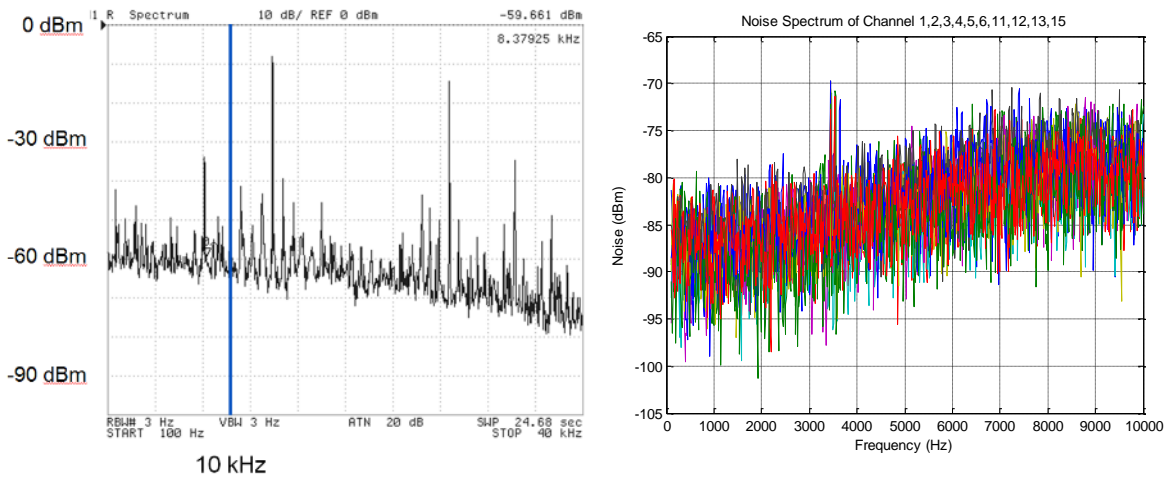 1 R Spectrum 10 dB/ REF 0 dBm -59.661 dBm
8.37925 kHz
0 dBm
-30 dBm
-60 dBm
-90 dBm
RBW# 3 Hz VBW 3 Hz ATN 20 dB SWP 24.68 sec
START 100 Hz STOP 40 kHz
10 kHz
Noise Spectrum of Channel 1,2,3,4,5,6,11,12,13,15
-65
-70
-75
-80
-85
-90
-95
-100
-105
Noise (dBm)
0 1000 2000 3000 4000 5000 6000 7000 8000 9000 10000
Frequency (Hz)